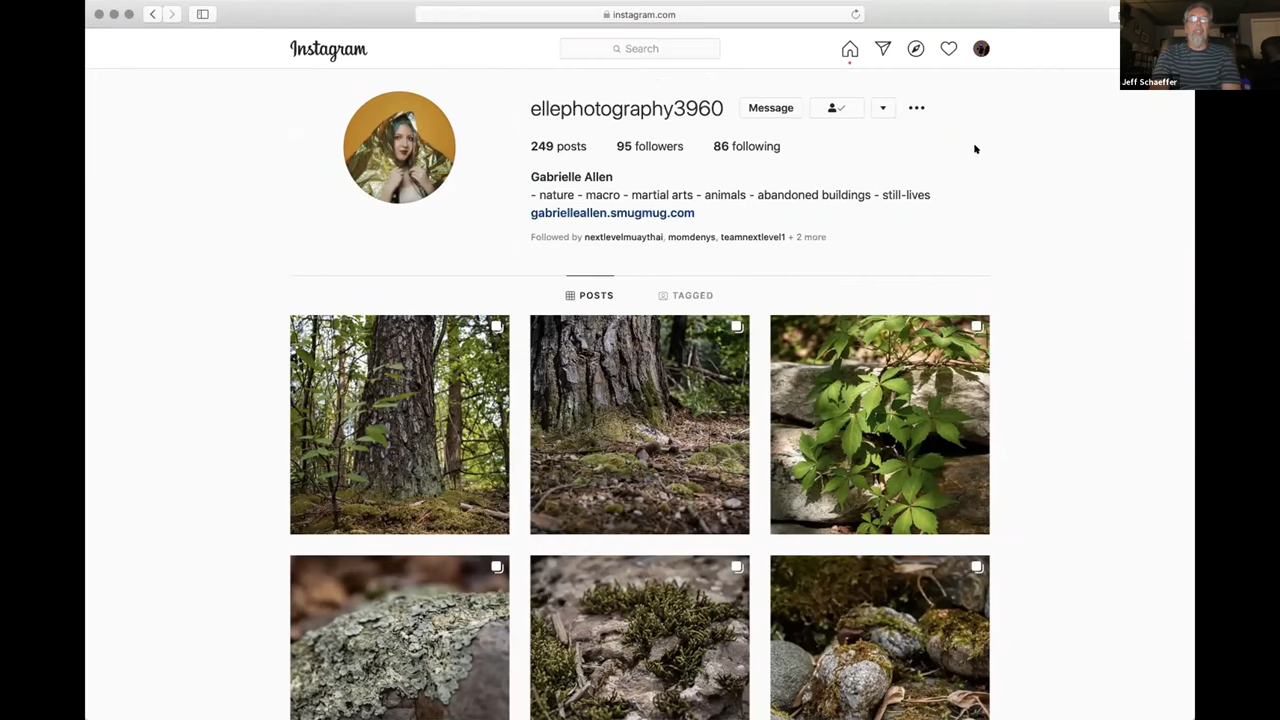 instagram.com
Instagram
Search
Jeff Schaeffer
ellephotography3960
Message
249 posts 95 followers 86 following
Gabrielle Allen
- nature - macro - martial arts - animals - abandoned buildings - still-lives
gabrielleallen.smugmug.com
Followed by nextlevelmuaythai, momdenys, teamnextlevel1 + 2 more
POSTS TAGGED